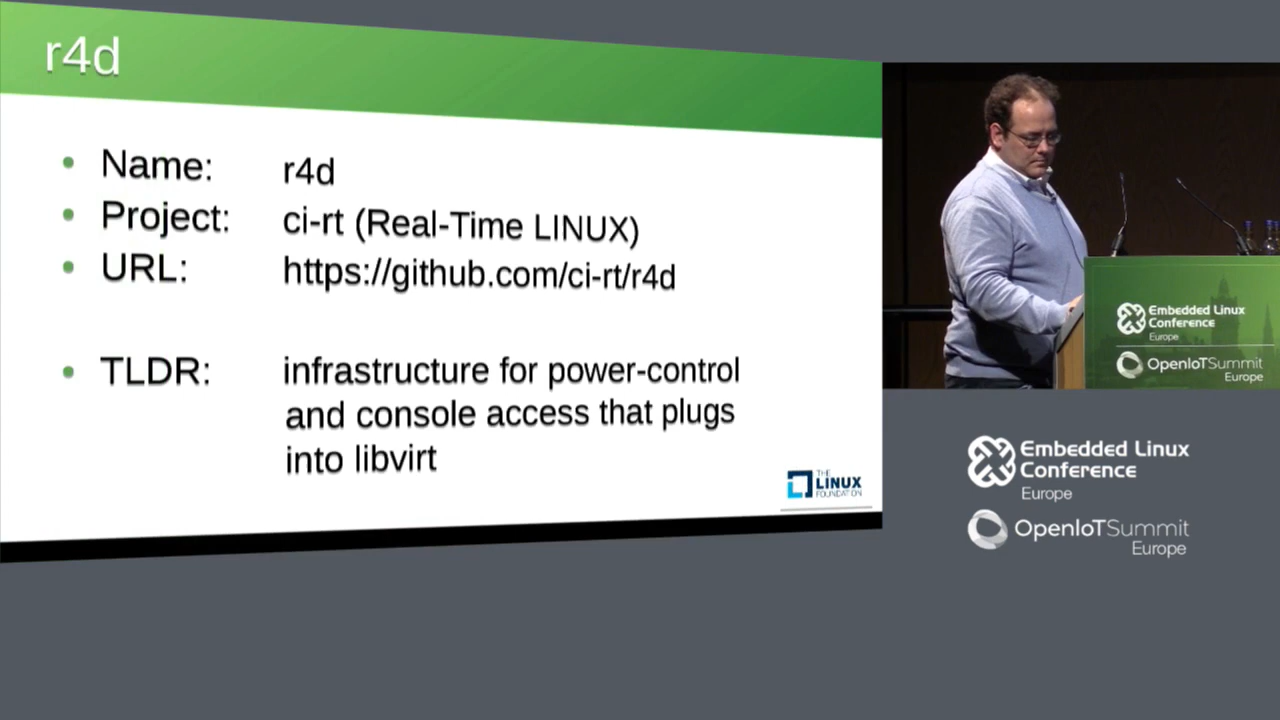 r4d
Name: r4d
Project: ci-rt (Real-Time LINUX)
URL: https://github.com/ci-rt/r4d
TLDR: infrastructure for power-control
and console access that plugs
into libvirt
THE
LINUX
FOUNDATION
Embedded Linux
Conference
Europe
OpenIoTSummit
Europe
Embedded Linux
Conference
Europe
OpenIoTSummit
Europe